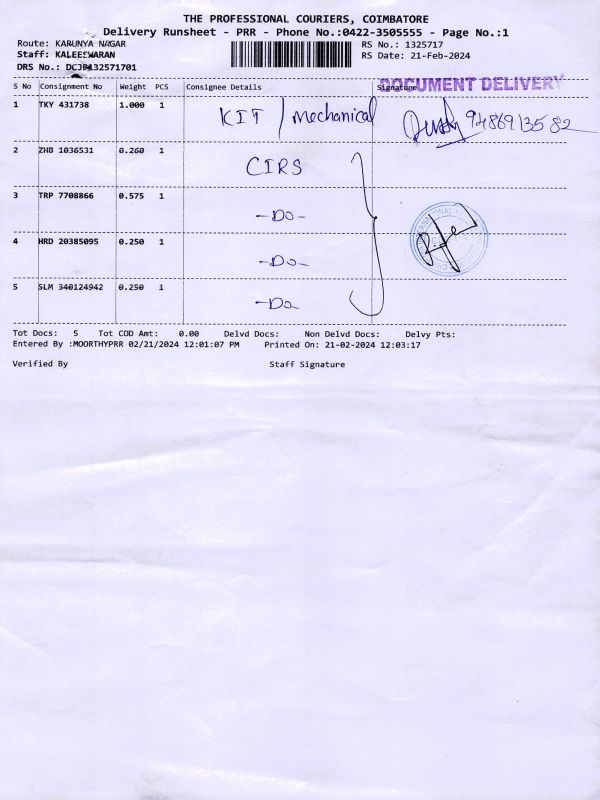 THE PROFESSIONAL COURIERS, COIMBATORE
Delivery Runsheet - PRR - Phone No.:0422-3505555 - Page No.:1
Route: KARUNYA NAGAR RS No.: 1325717
Staff: KALEESWARAN RS Date: 21-Feb-2024
DRS No.: 132571701
DOCUMENT DELIVERY
S No Consignment No Weight PCS Consignee Details Signature
1 TKY 431738 1.000 1 KIT / Mechanical 9486913582
2 ZHB 1036531 0.260 1 CIRS
3 TRP 7708866 0.575 1 -Do-
4 HRD 20385095 0.250 1 -Do-
5 SLM 340124942 0.250 1 -Do
Tot Docs: 5 Tot COD Amt: 0.00 Delvd Docs: Non Delvd Docs: Delvy Pts:
Entered By :MOORTHYPRR 02/21/2024 12:01:07 PM Printed On: 21-02-2024 12:03:17
Verified By Staff Signature